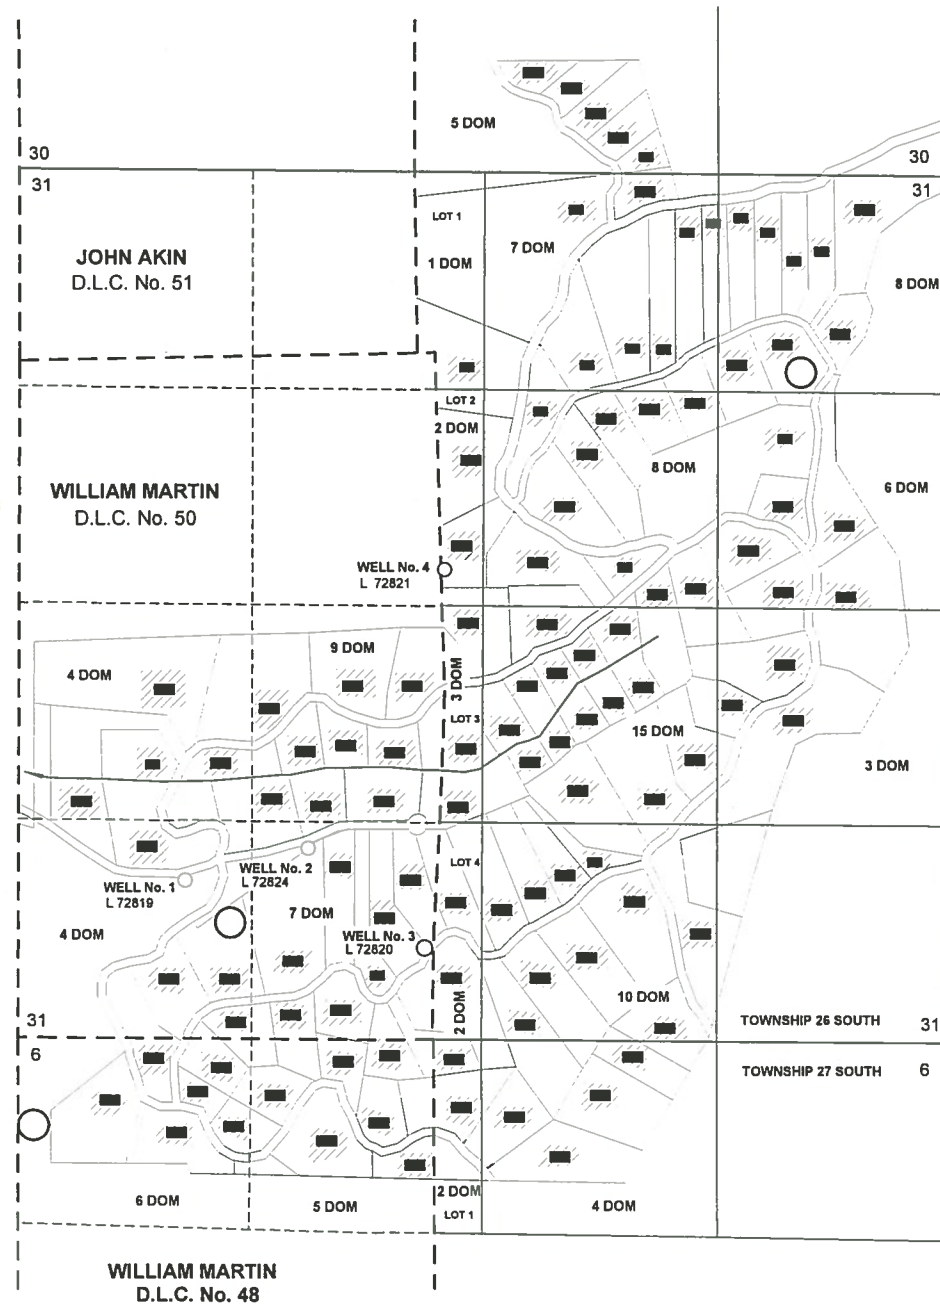 5 DOM
30
30
31
31
LOT 1
JOHN AKIN
D.L.C. No. 51
7 DOM
1 DOM
8 DOM
LOT 2
2 DOM
8 DOM
WILLIAM MARTIN
D.L.C. No. 50
6 DOM
WELL No. 4
L 72821
9 DOM
4 DOM
3 DOM
LOT 3
15 DOM
3 DOM
LOT 4
WELL No. 2
L 72824
WELL No. 1
L 72819
7 DOM
4 DOM
WELL No. 3
L 72820
10 DOM
2 DOM
31
TOWNSHIP 26 SOUTH
31
6
TOWNSHIP 27 SOUTH
6
2 DOM
6 DOM
5 DOM
LOT 1
4 DOM
WILLIAM MARTIN
D.L.C. No. 48